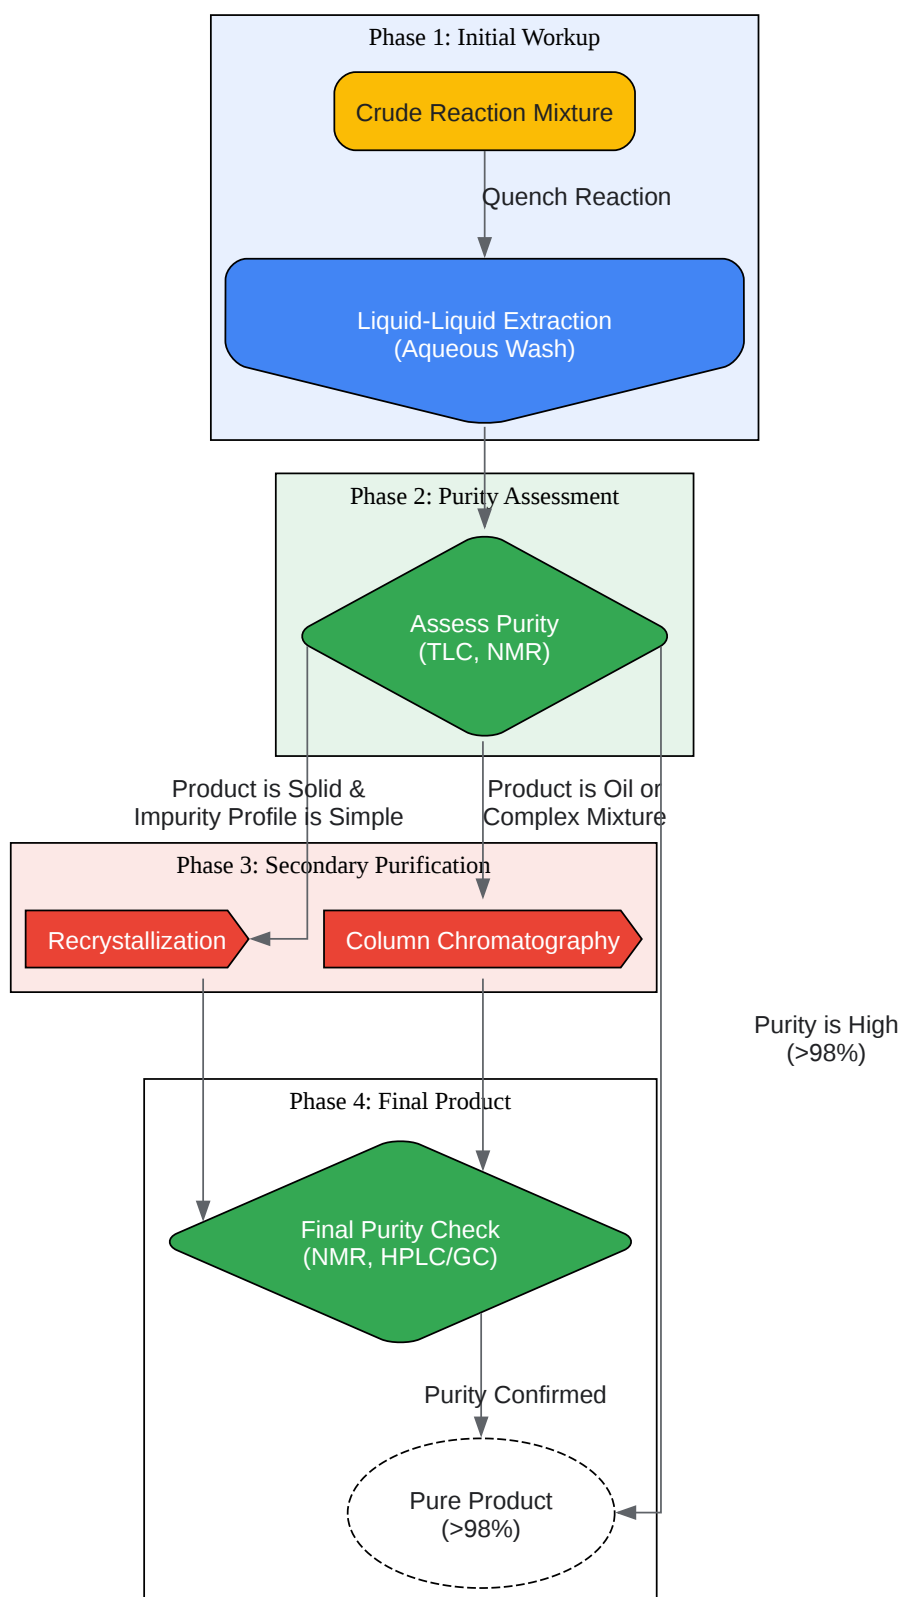 Phase 1: Initial Workup
Crude Reaction Mixture
Quench Reaction
Liquid-Liquid Extraction
(Aqueous Wash)
Phase 2: Purity Assessment
Assess Purity
(TLC, NMR)
Product is Solid &
Impurity Profile is Simple
Product is Oil or
Complex Mixture
Phase 3: Secondary Purification
Recrystallization
Column Chromatography
Purity is High
(>98%)
Phase 4: Final Product
Final Purity Check
(NMR, HPLC/GC)
Purity Confirmed
Pure Product
(>98%)